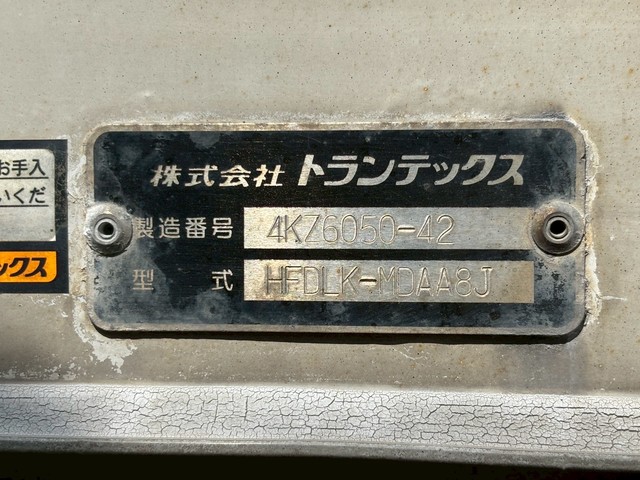 株式会社 トランテックス
製造番号 4KZ6050-42
型式 HFDLK-MDAA8J
お手入
いくだ
ックス